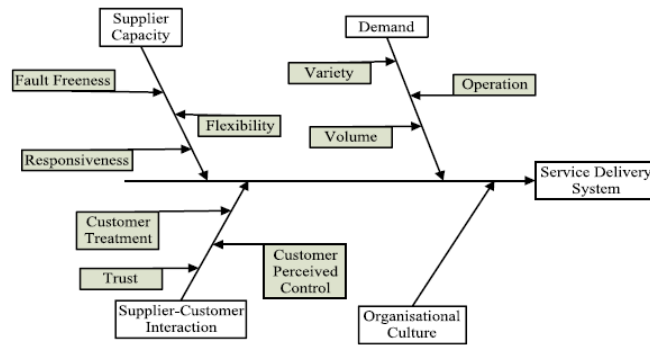 Supplier
Capacity
Demand
Fault Freeness
Variety
Operation
Flexibility
Volume
Responsiveness
Service Delivery
System
Customer
Treatment
Trust
Customer
Perceived
Control
Supplier-Customer
Interaction
Organisational
Culture